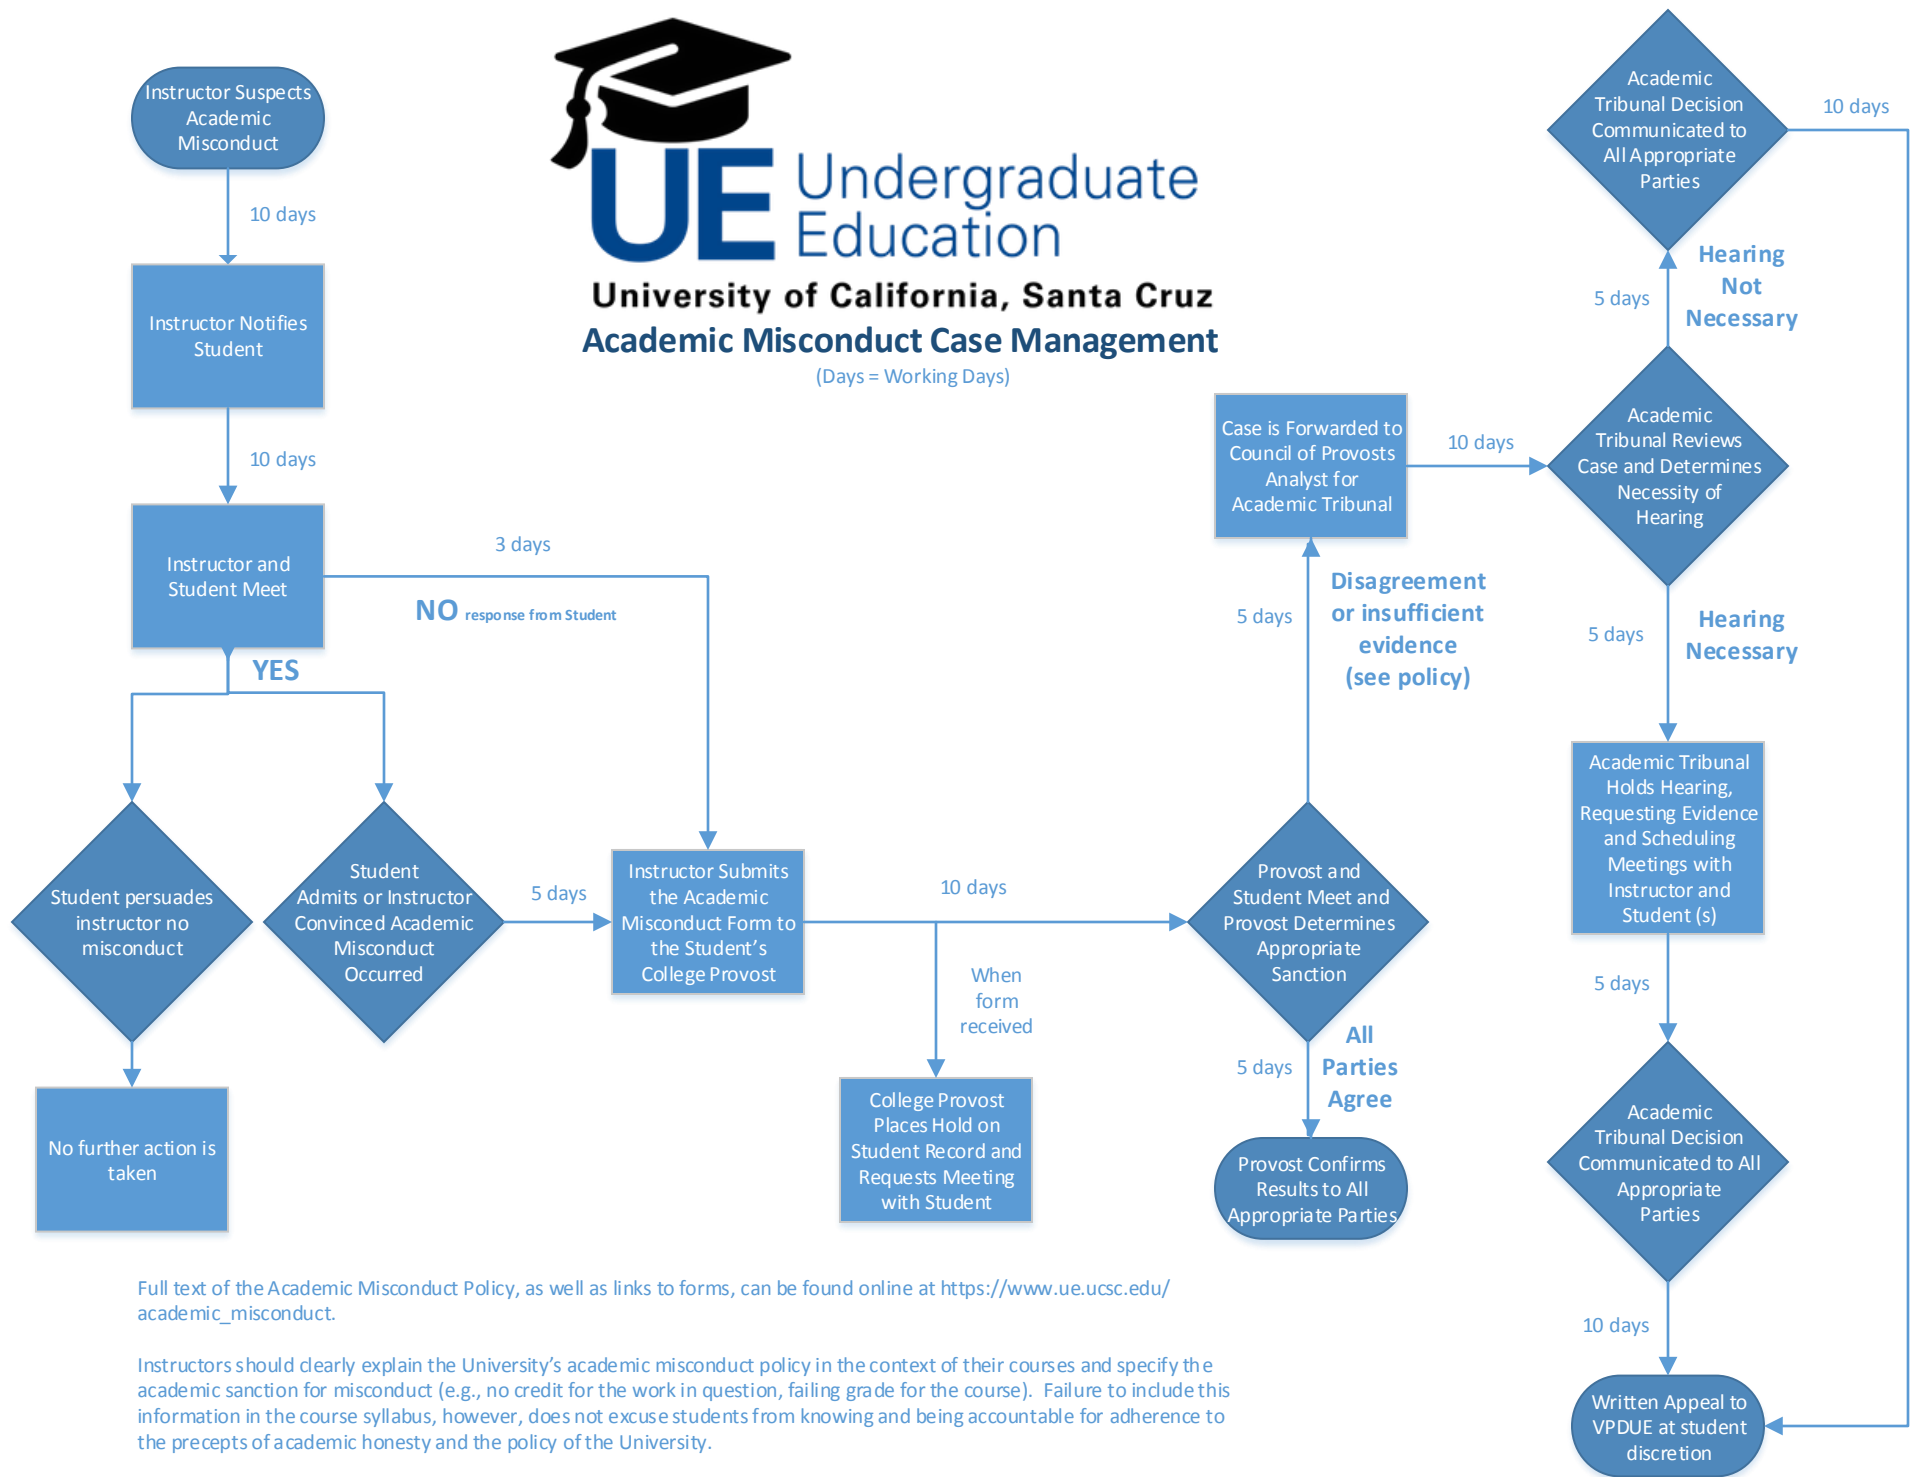 Instructor Suspects
Academic
Misconduct
10 days
Instructor Notifies
Student
10 days
Instructor and
Student Meet
3 days
NO response from Student
YES
Student persuades
instructor no
misconduct
No further action is
taken
Student
Admits or Instructor
Convinced Academic
Misconduct
Occurred
5 days
Instructor Submits
the Academic
Misconduct Form to
the Student's
College Provost
10 days
When
form
received
College Provost
Places Hold on
Student Record and
Requests Meeting
with Student
UE Undergraduate
Education
University of California, Santa Cruz
Academic Misconduct Case Management
(Days = Working Days)
Provost and
Student Meet and
Provost Determines
Appropriate
Sanction
5 days
All
Parties
Agree
Provost Confirms
Results to All
Appropriate Parties
5 days
Disagreement
or insufficient
evidence
(see policy)
Case is Forwarded to
Council of Provosts
Analyst for
Academic Tribunal
10 days
Academic
Tribunal Reviews
Case and Determines
Necessity of
Hearing
5 days
Hearing
Not
Necessary
Academic
Tribunal Decision
Communicated to
All Appropriate
Parties
10 days
5 days
Hearing
Necessary
Academic Tribunal
Holds Hearing,
Requesting Evidence
and Scheduling
Meetings with
Instructor and
Student (s)
5 days
Academic
Tribunal Decision
Communicated to All
Appropriate
Parties
10 days
Written Appeal to
VPDUE at student
discretion
Full text of the Academic Misconduct Policy, as well as links to forms, can be found online at https://www.ue.ucsc.edu/
academic_misconduct.
Instructors should clearly explain the University's academic misconduct policy in the context of their courses and specify the
academic sanction for misconduct (e.g., no credit for the work in question, failing grade for the course). Failure to include this
information in the course syllabus, however, does not excuse students from knowing and being accountable for adherence to
the precepts of academic honesty and the policy of the University.